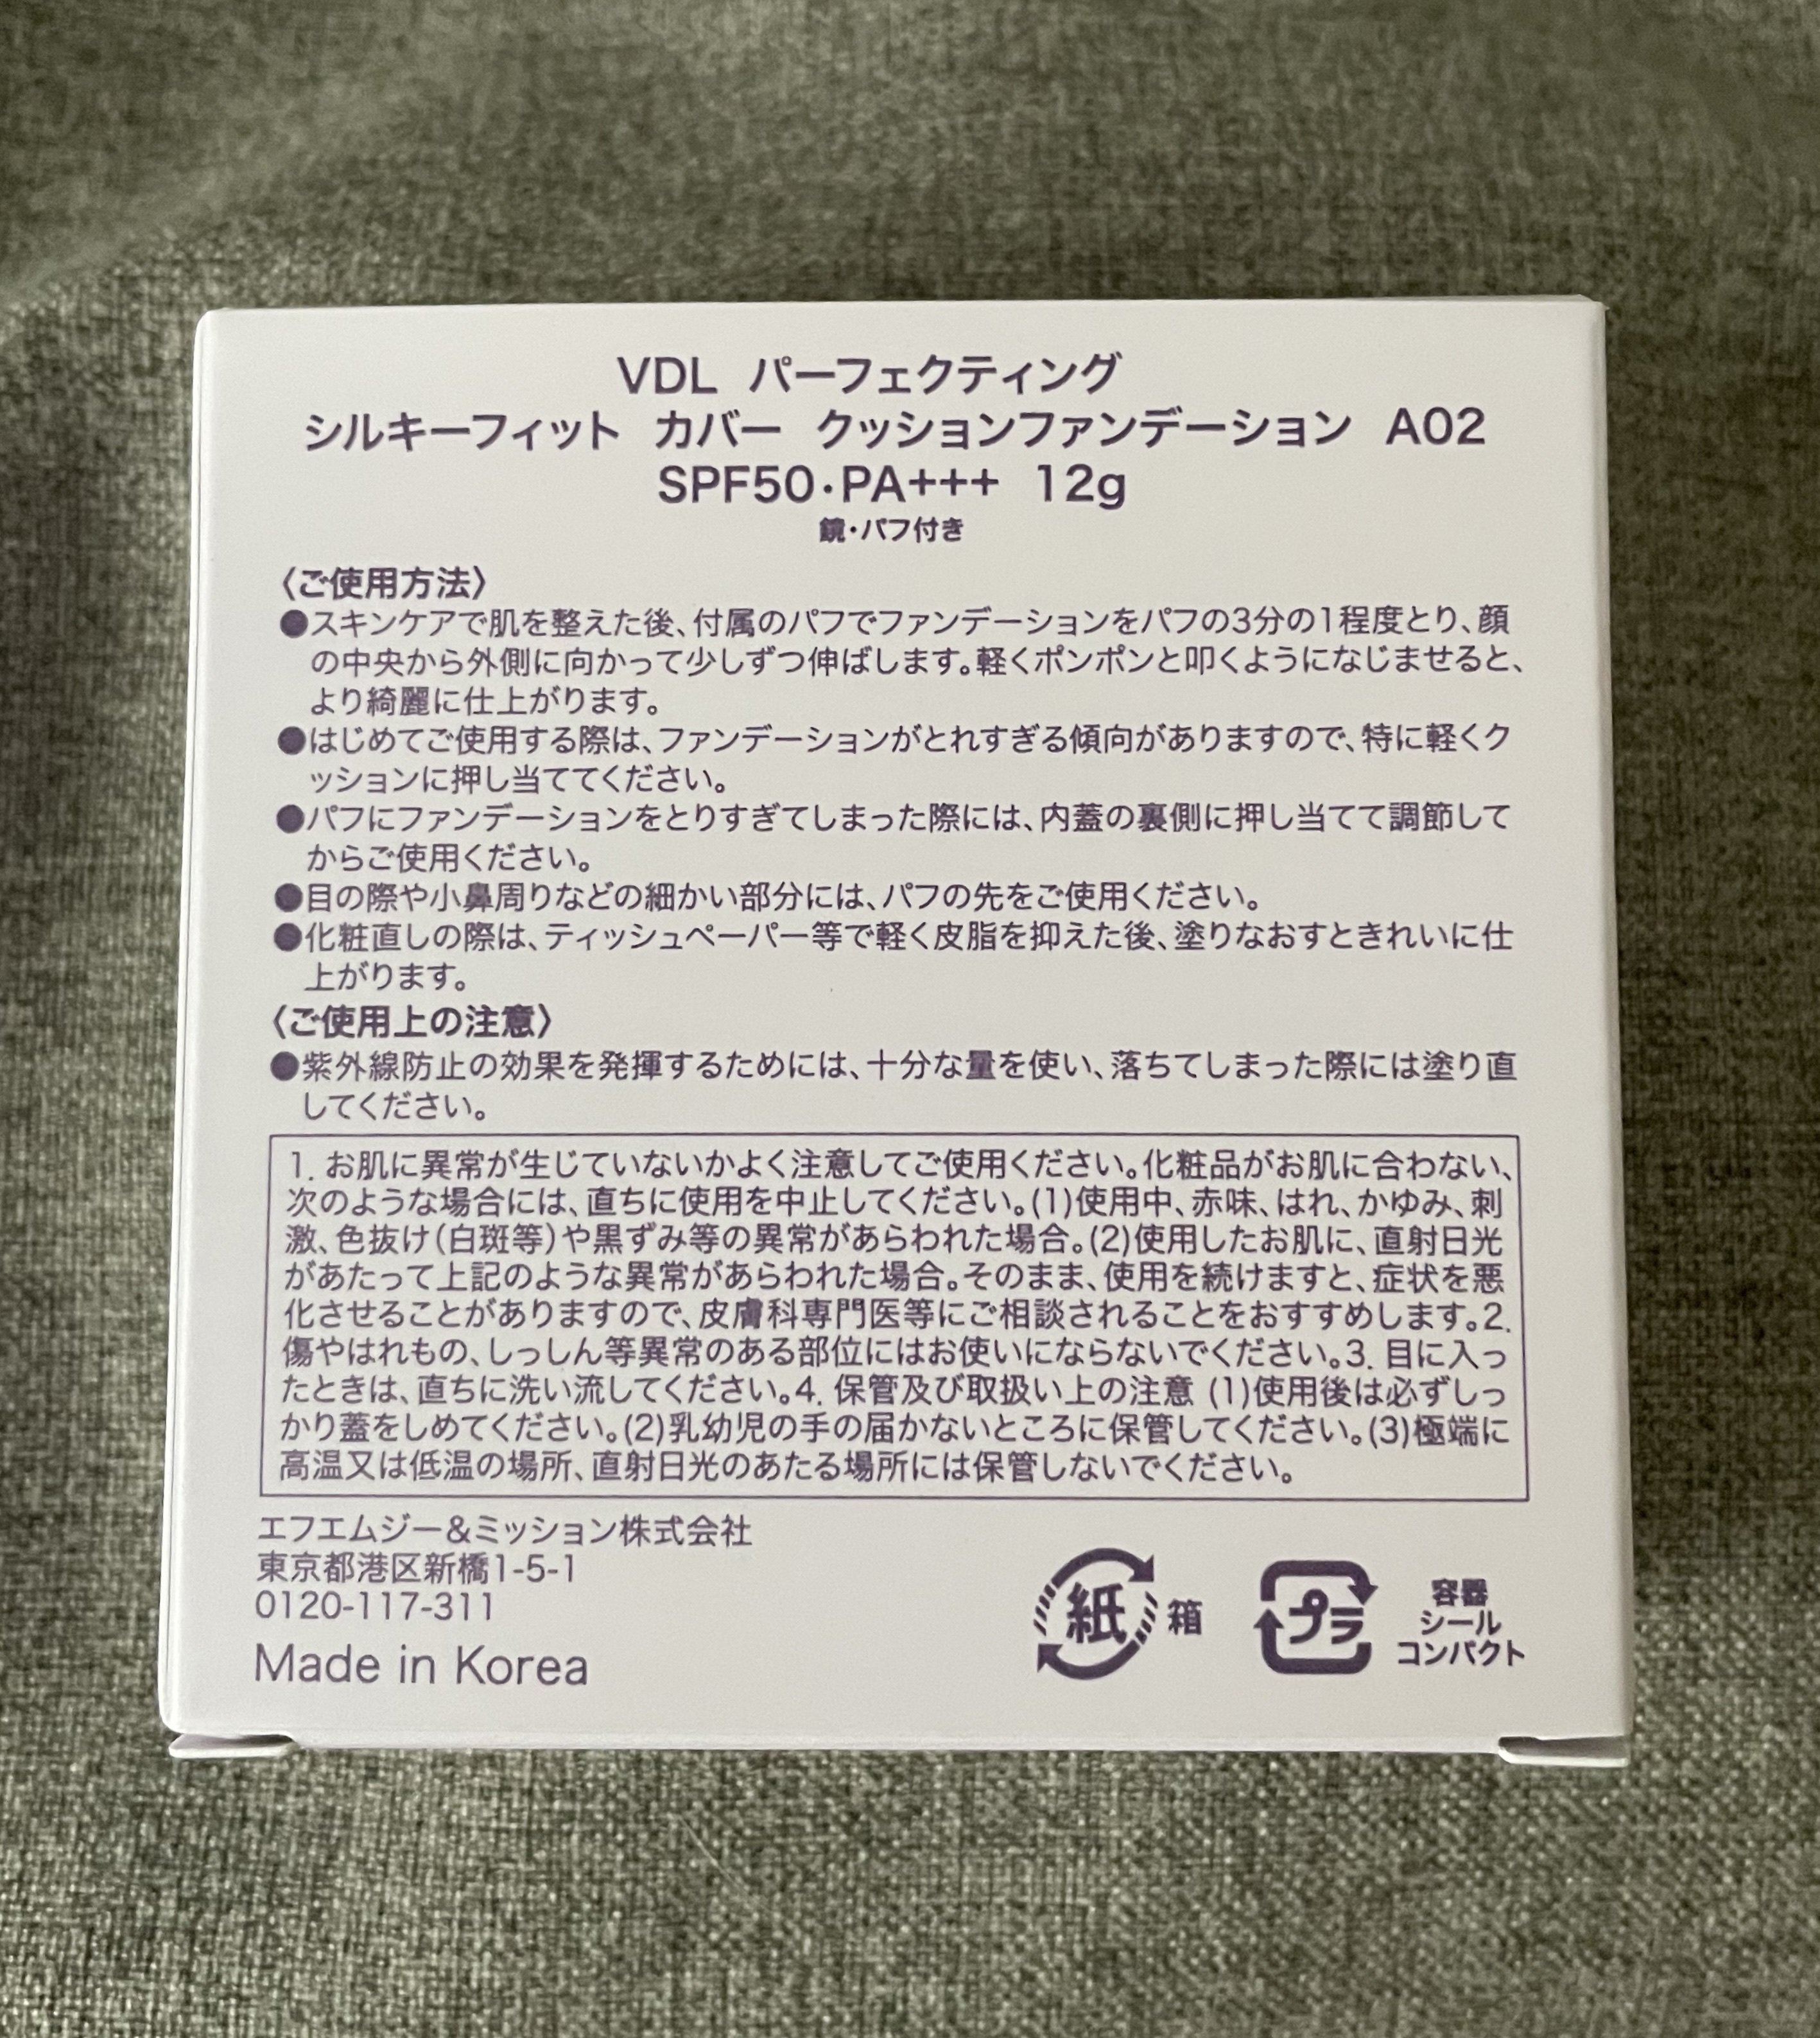 VDL パーフェクティング
シルキーフィット カバー クッションファンデーション A02
SPF50・PA+++ 12g
鏡・パフ付き
〈ご使用方法〉
●スキンケアで肌を整えた後、付属のパフでファンデーションをパフの3分の1程度とり、顔
の中央から外側に向かって少しずつ伸ばします。軽くポンポンと叩くようになじませると、
より綺麗に仕上がります。
●はじめてご使用する際は、ファンデーションがとれすぎる傾向がありますので、特に軽くク
ッションに押し当ててください。
●パフにファンデーションをとりすぎてしまった際には、内蓋の裏側に押し当てて調節して
からご使用ください。
●目の際や小鼻周りなどの細かい部分には、パフの先をご使用ください。
●化粧直しの際は、ティッシュペーパー等で軽く皮脂を抑えた後、塗りなおすときれいに仕
上がります。
〈ご使用上の注意〉
●紫外線防止の効果を発揮するためには、十分な量を使い、落ちてしまった際には塗り直
してください。
1. お肌に異常が生じていないかよく注意してご使用ください。化粧品がお肌に合わない、
次のような場合には、直ちに使用を中止してください。(1)使用中、赤味、はれ、かゆみ、刺
激、色抜け(白斑等)や黒ずみ等の異常があらわれた場合。(2)使用したお肌に、直射日光
があたって上記のような異常があらわれた場合。そのまま、使用を続けますと、症状を悪
化させることがありますので、皮膚科専門医等にご相談されることをおすすめします。2.
傷やはれもの、しっしん等異常のある部位にはお使いにならないでください。3. 目に入っ
たときは、直ちに洗い流してください。4. 保管及び取扱い上の注意 (1)使用後は必ずしっ
かり蓋をしめてください。(2)乳幼児の手の届かないところに保管してください。(3)極端に
高温又は低温の場所、直射日光のあたる場所には保管しないでください。
エフエムジー&ミッション株式会社
東京都港区新橋1-5-1
0120-117-311
Made in Korea
紙 箱
プラ
容器
シール
コンパクト